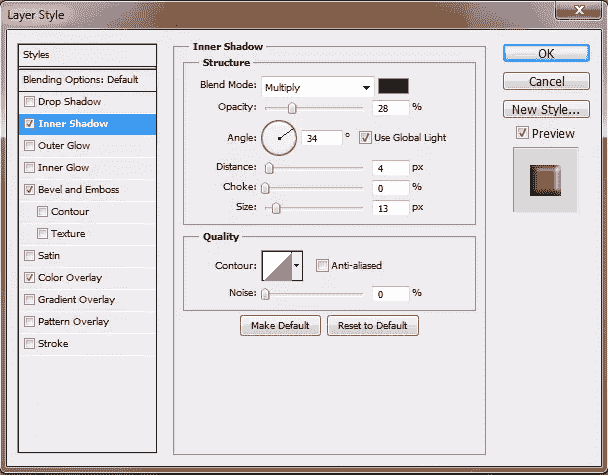 Layer Style
Styles
Blending Options: Default
Drop Shadow
Inner Shadow
Outer Glow
Inner Glow
Bevel and Emboss
Contour
Texture
Satin
Color Overlay
Gradient Overlay
Pattern Overlay
Stroke
Inner Shadow
Structure
Blend Mode: Multiply
Opacity: 28 %
Angle: 34 ° Use Global Light
Distance: 4 px
Choke: 0 %
Size: 13 px
Quality
Contour: Anti-aliased
Noise: 0 %
Make Default Reset to Default
OK
Cancel
New Style...
Preview